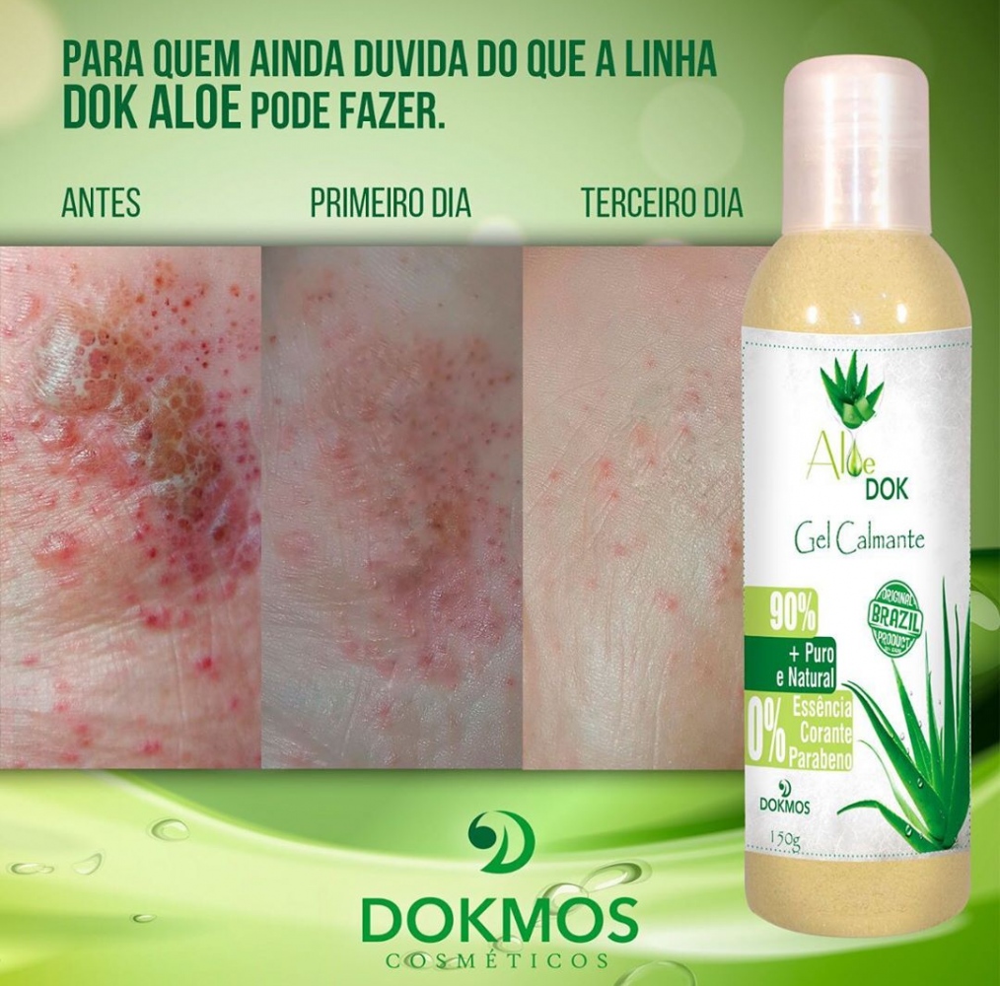 PARA QUEM AINDA DUVIDA DO QUE A LINHA
DOK ALOE PODE FAZER.
ANTES
PRIMEIRO DIA
TERCEIRO DIA
Aloe
DOK
Gel Calmante
90%
+ Puro
e Natural
0%
Essência
Corante
Parabeno
ORIGINAL
BRAZIL
PRODUCT
DOKMOS
150g
DOKMOS
COSMÉTICOS